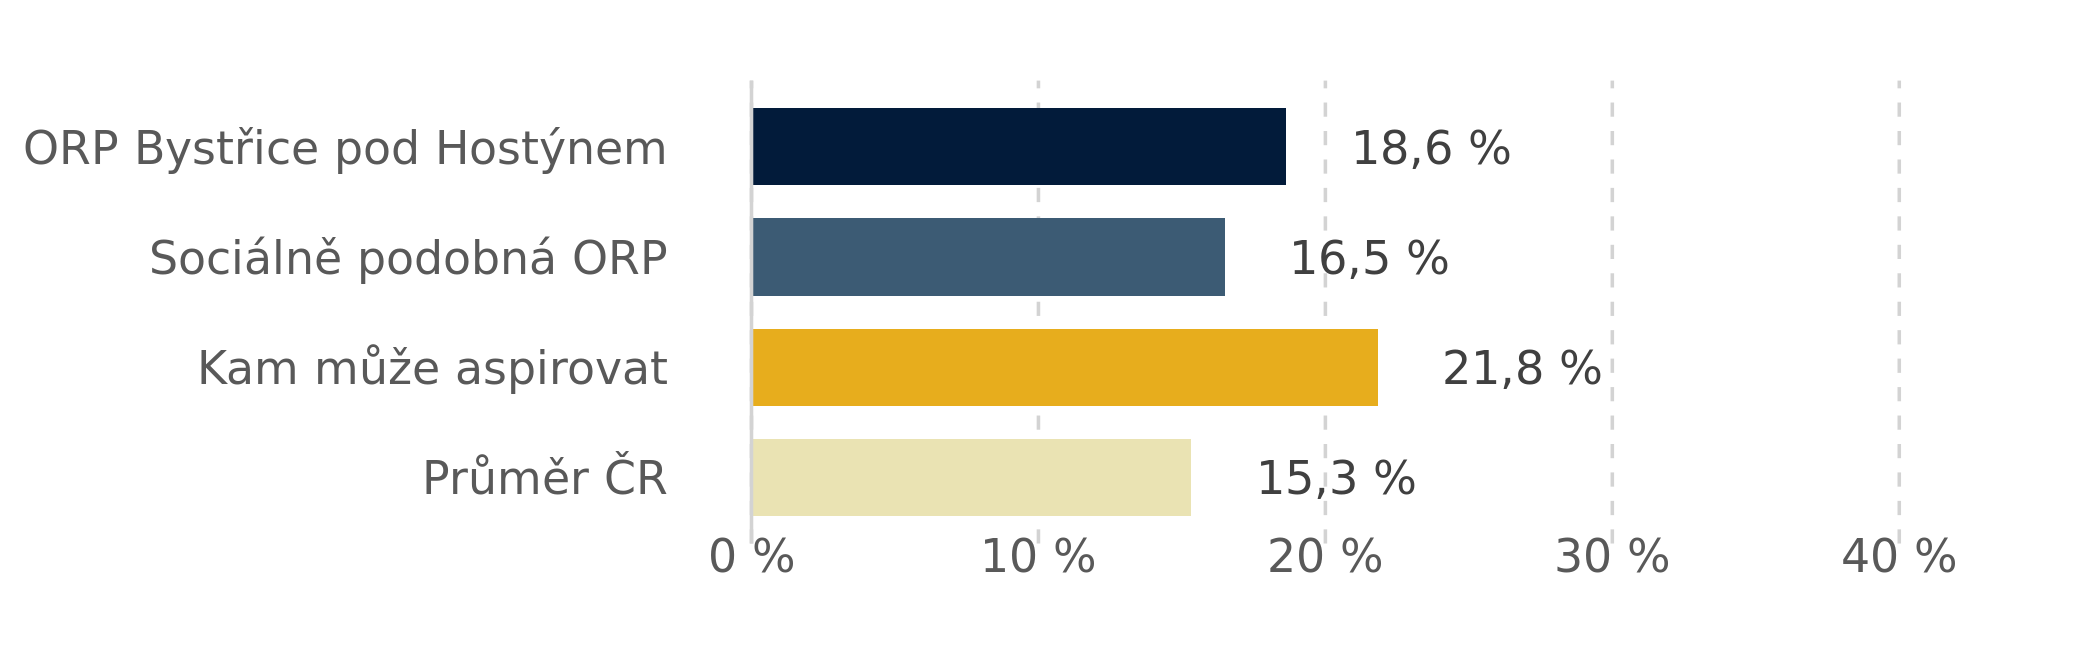 ORP Bystřice pod Hostýnem 18,6 %
Sociálně podobná ORP 16,5 %
Kam může aspirovat 21,8 %
Průměr ČR 15,3 %
0 % 10 % 20 % 30 % 40 %